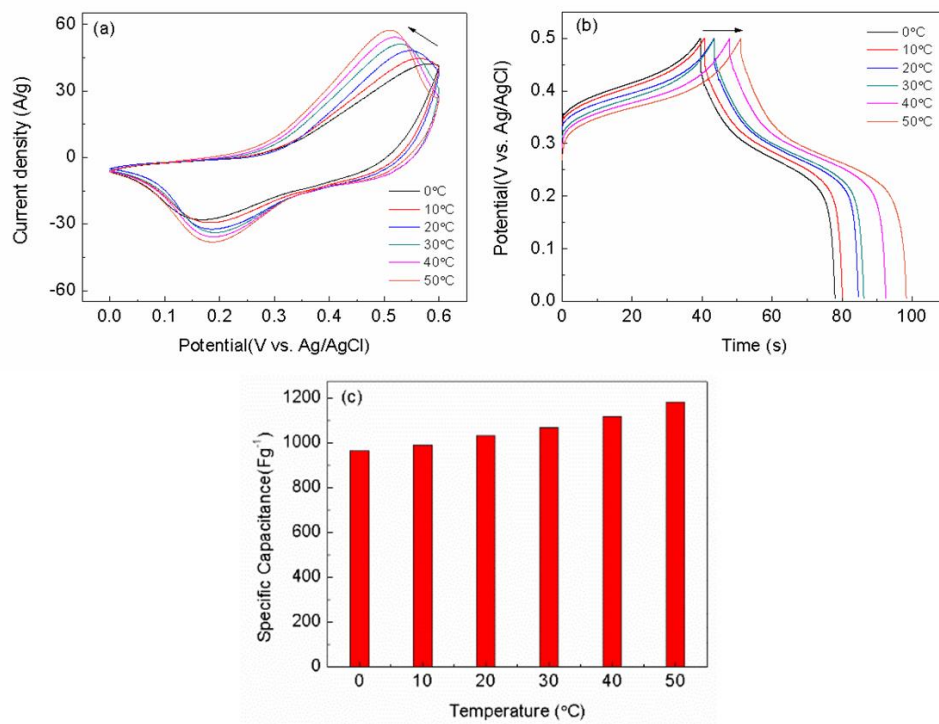 (a)
60
30
0
-30
-60
Current density (A/g)
0.0 0.1 0.2 0.3 0.4 0.5 0.6
Potential(V vs. Ag/AgCl)
0°C
10°C
20°C
30°C
40°C
50°C
(b)
0.5
0.4
0.3
0.2
0.1
0.0
Potential(V vs. Ag/AgCl)
0 20 40 60 80 100
Time (s)
0°C
10°C
20°C
30°C
40°C
50°C
(c)
1200
1000
800
600
400
200
0
Specific Capacitance(Fg⁻¹)
0 10 20 30 40 50
Temperature (°C)